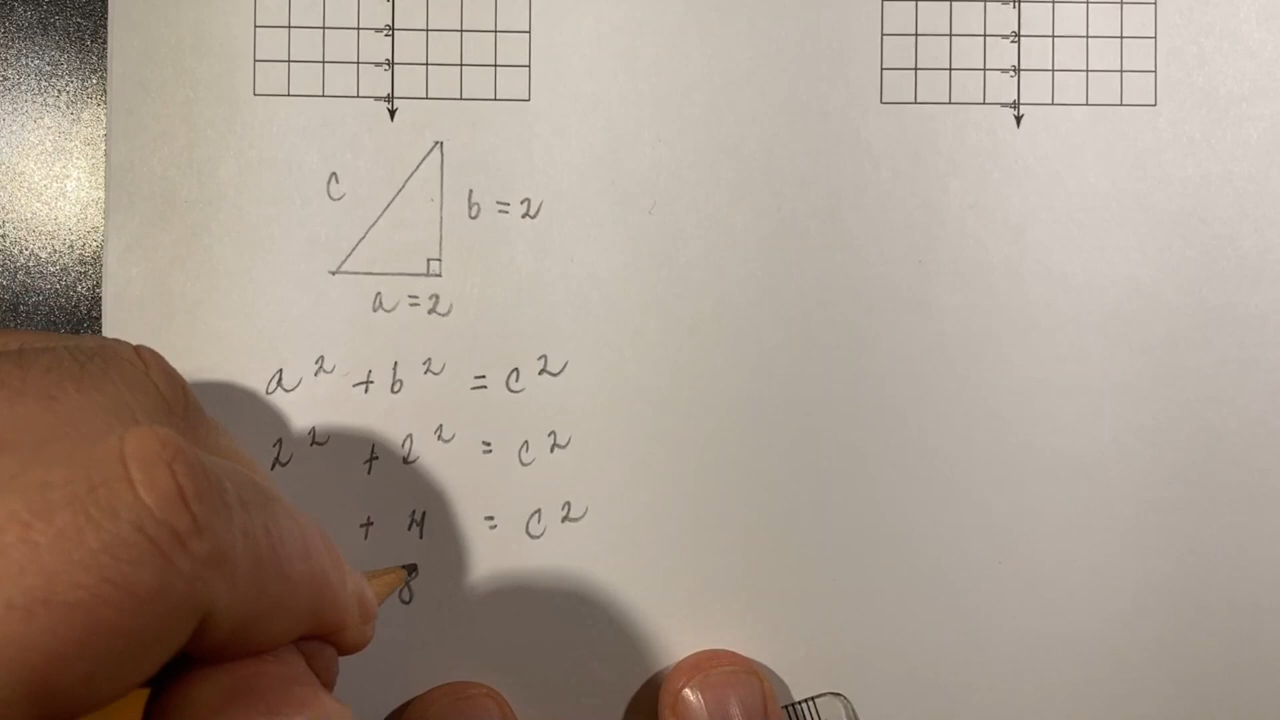 -2
-3
-4
-1
-2
-3
-4
c
b = 2
a = 2
a² + b² = c²
2² + 2² = c²
+ 4 = c²
8